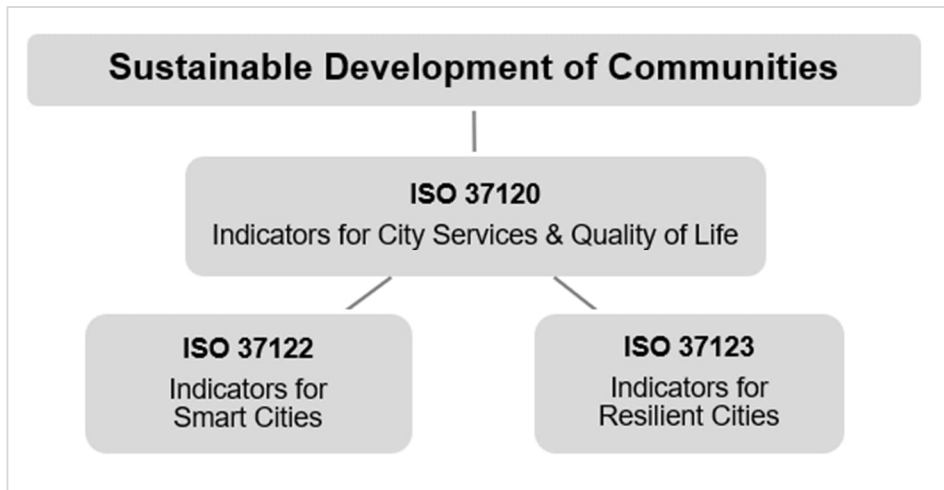 Sustainable Development of Communities
ISO 37120
Indicators for City Services & Quality of Life
ISO 37122
Indicators for
Smart Cities
ISO 37123
Indicators for
Resilient Cities